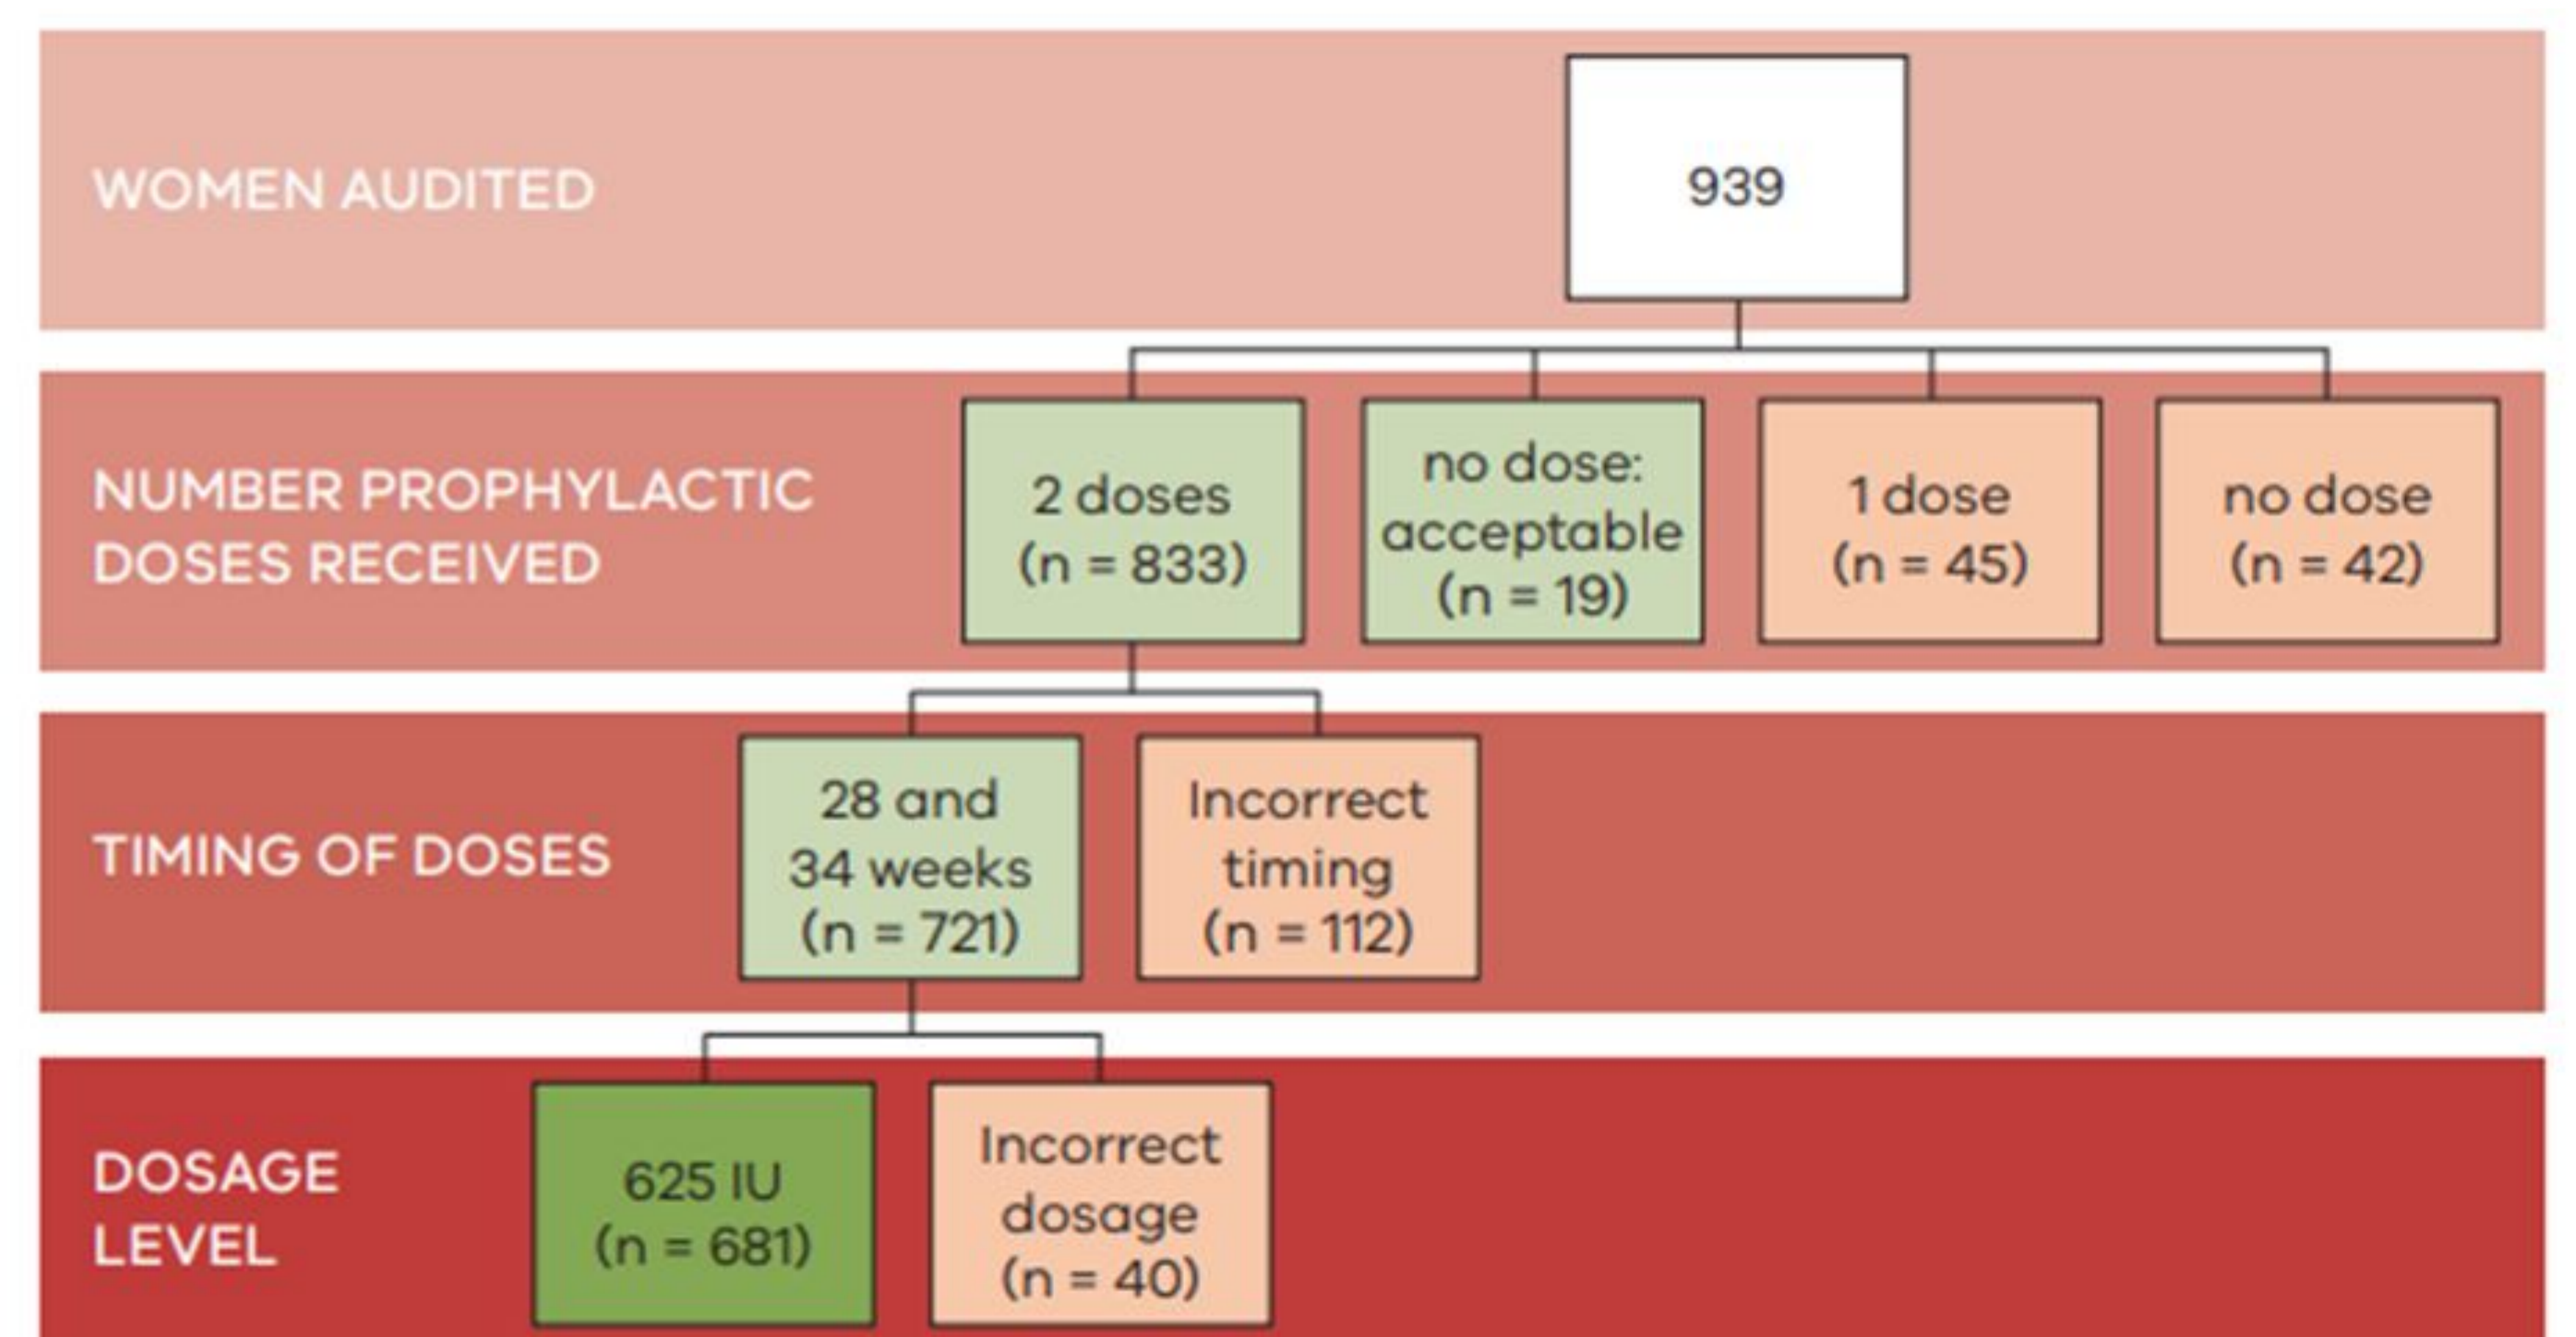 WOMEN AUDITED
939
NUMBER PROPHYLACTIC
DOSES RECEIVED
2 doses
(n = 833)
no dose:
acceptable
(n = 19)
1 dose
(n = 45)
no dose
(n = 42)
TIMING OF DOSES
28 and
34 weeks
(n = 721)
Incorrect
timing
(n = 112)
DOSAGE
LEVEL
625 IU
(n = 681)
Incorrect
dosage
(n = 40)